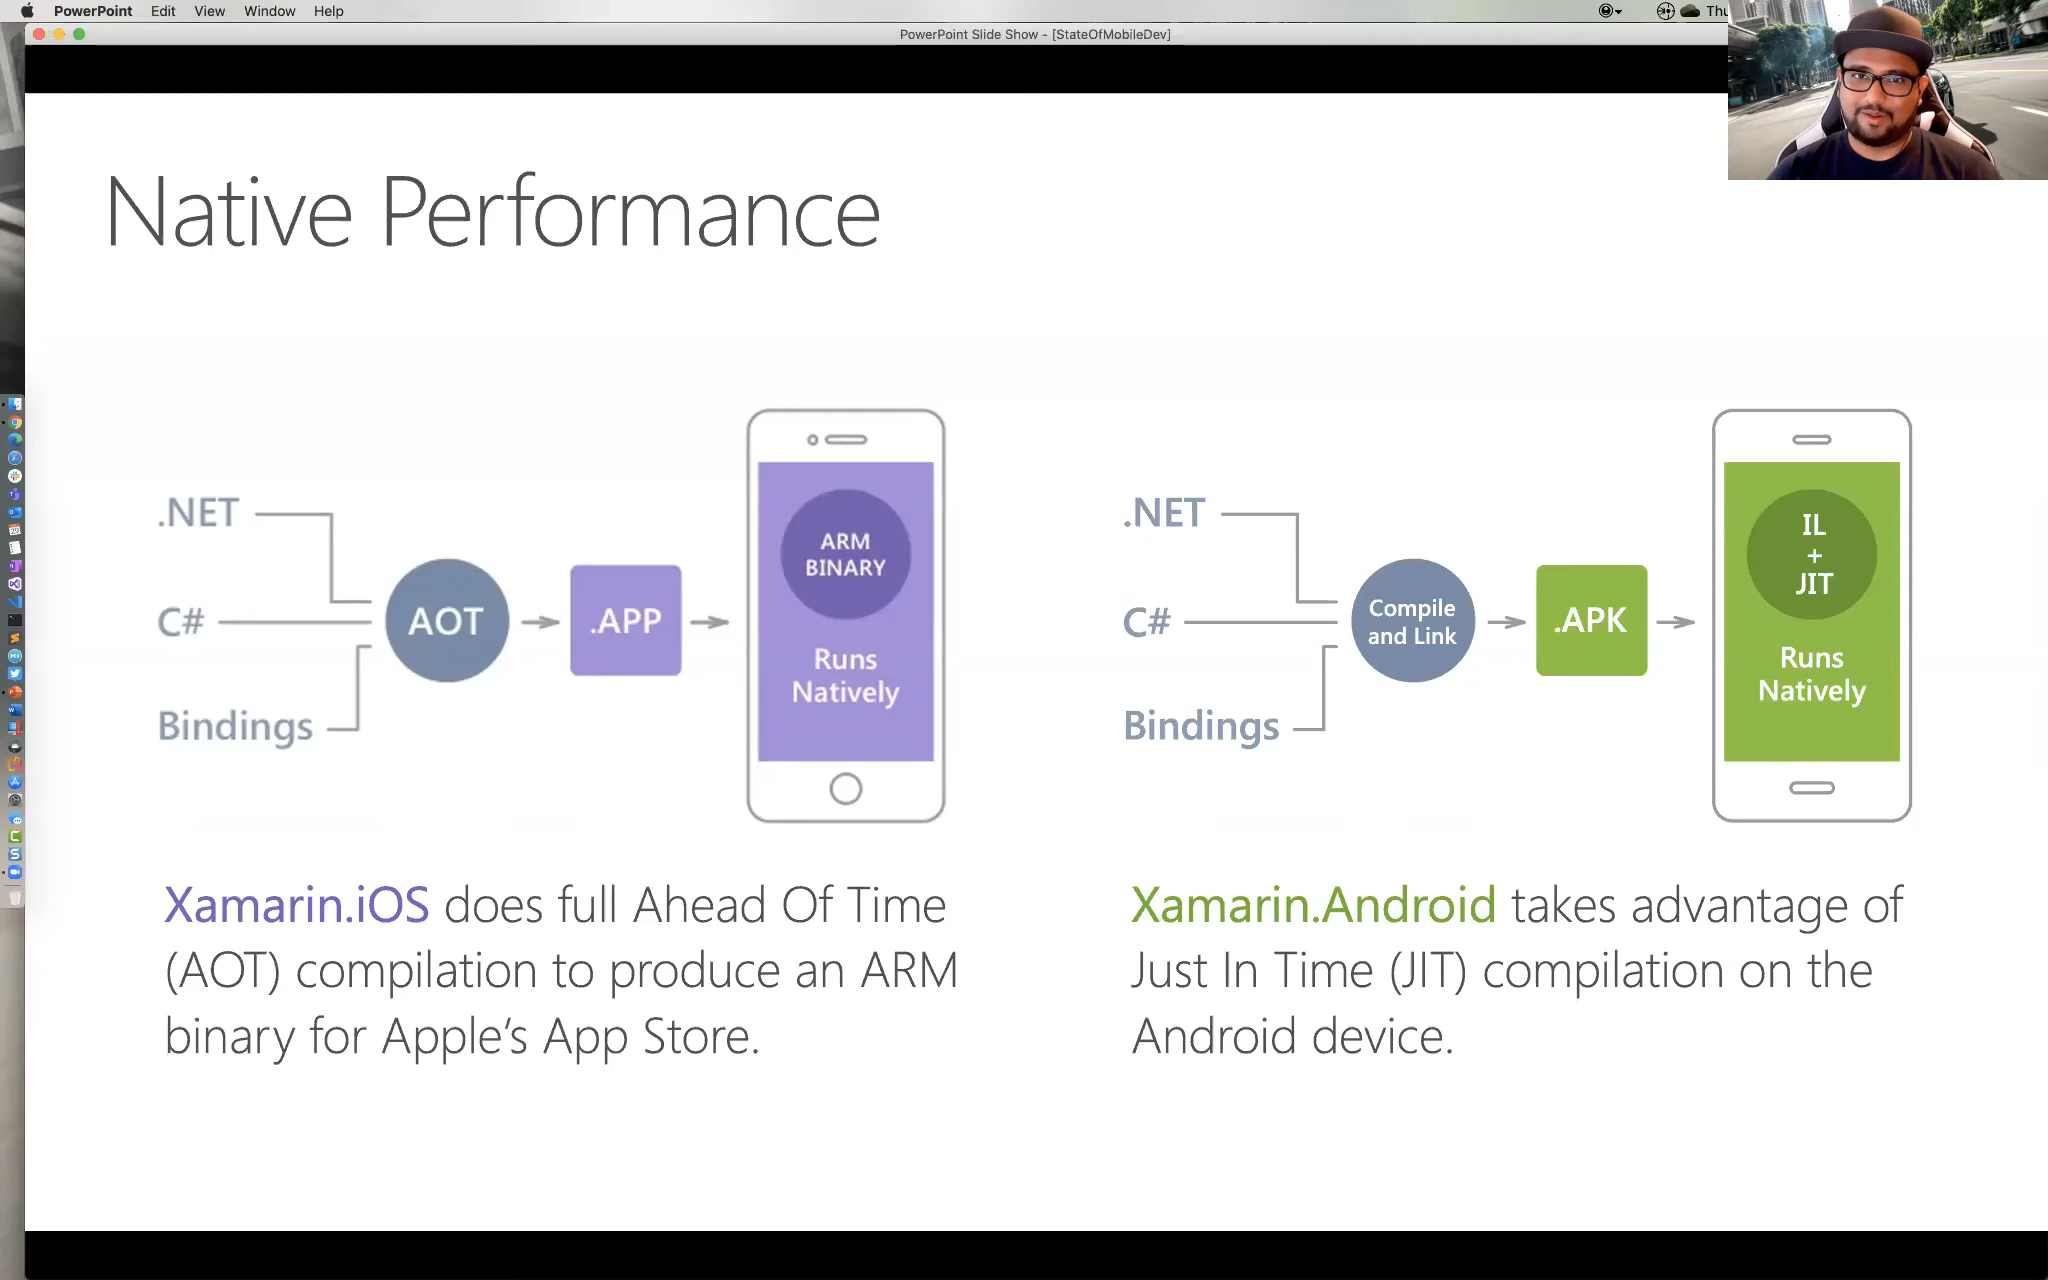 PowerPoint Edit View Window Help Thu
PowerPoint Slide Show - [StateOfMobileDev]
Native Performance
.NET
C#
Bindings
AOT
.APP
ARM
BINARY
Runs
Natively
Xamarin.iOS does full Ahead Of Time
(AOT) compilation to produce an ARM
binary for Apple’s App Store.
.NET
C#
Bindings
Compile
and Link
.APK
IL
+
JIT
Runs
Natively
Xamarin.Android takes advantage of
Just In Time (JIT) compilation on the
Android device.